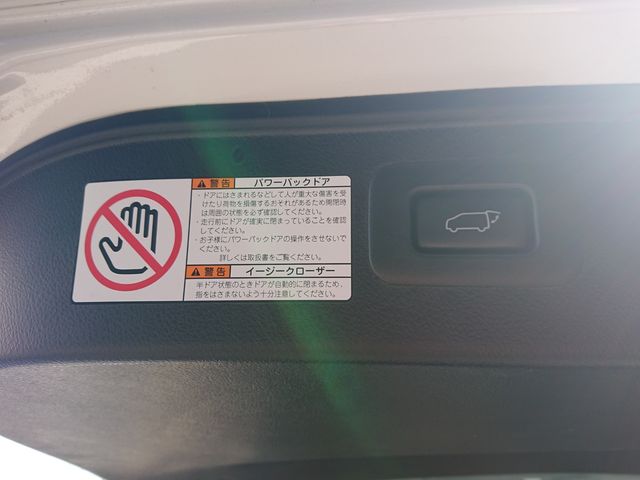 警告 パワーバックドア
・ドアにはさまれるなどして人が重大な傷害を受
けたり荷物を損傷するおそれがあるため開閉時
は周囲の状態を必ず確認してください。
・走行前にドアが確実に閉まっていることを確認
してください。
・お子様にパワーバックドアの操作をさせないで
ください。
詳しくは取扱書をご覧ください。
警告 イージークローザー
半ドア状態のときドアが自動的に閉まるため，
指をはさまないよう十分注意してください。